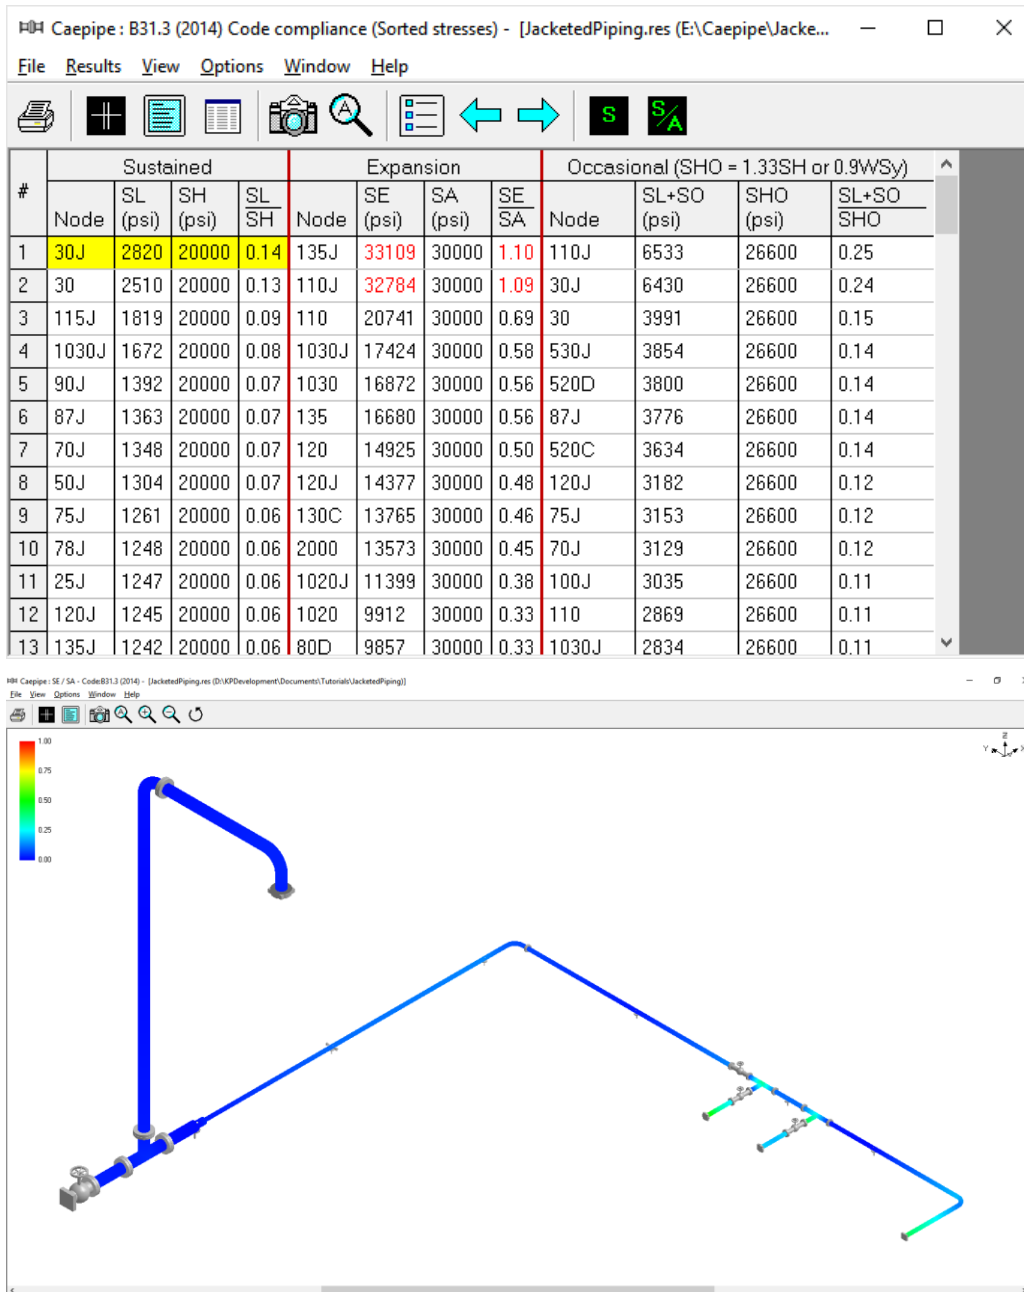 Caepipe : B31.3 (2014) Code compliance (Sorted stresses) - [JacketedPiping.res (E:\Caepipe\Jacke...
File Results View Options Window Help
S S/A
# Sustained Expansion Occasional (SHO = 1.33SH or 0.9WSy)
Node SL (psi) SH (psi) SL/SH Node SE (psi) SA (psi) SE/SA Node SL+SO (psi) SHO (psi) SL+SO/SHO
1 30J 2820 20000 0.14 135J 33109 30000 1.10 110J 6533 26600 0.25
2 30 2510 20000 0.13 110J 32784 30000 1.09 30J 6430 26600 0.24
3 115J 1819 20000 0.09 110 20741 30000 0.69 30 3991 26600 0.15
4 1030J 1672 20000 0.08 1030J 17424 30000 0.58 530J 3854 26600 0.14
5 90J 1392 20000 0.07 1030 16872 30000 0.56 520D 3800 26600 0.14
6 87J 1363 20000 0.07 135 16680 30000 0.56 87J 3776 26600 0.14
7 70J 1348 20000 0.07 120 14925 30000 0.50 520C 3634 26600 0.14
8 50J 1304 20000 0.07 120J 14377 30000 0.48 120J 3182 26600 0.12
9 75J 1261 20000 0.06 130C 13765 30000 0.46 75J 3153 26600 0.12
10 78J 1248 20000 0.06 2000 13573 30000 0.45 70J 3129 26600 0.12
11 25J 1247 20000 0.06 1020J 11399 30000 0.38 100J 3035 26600 0.11
12 120J 1245 20000 0.06 1020 9912 30000 0.33 110 2869 26600 0.11
13 135J 1242 20000 0.06 80D 9857 30000 0.33 1030J 2834 26600 0.11
Caepipe : SE / SA - Code:B31.3 (2014) - [JacketedPiping.res (D:\KPDevelopment\Documents\Tutorials\JacketedPiping)]
File View Options Window Help
1.00
0.75
0.50
0.25
0.00
Z
Y X